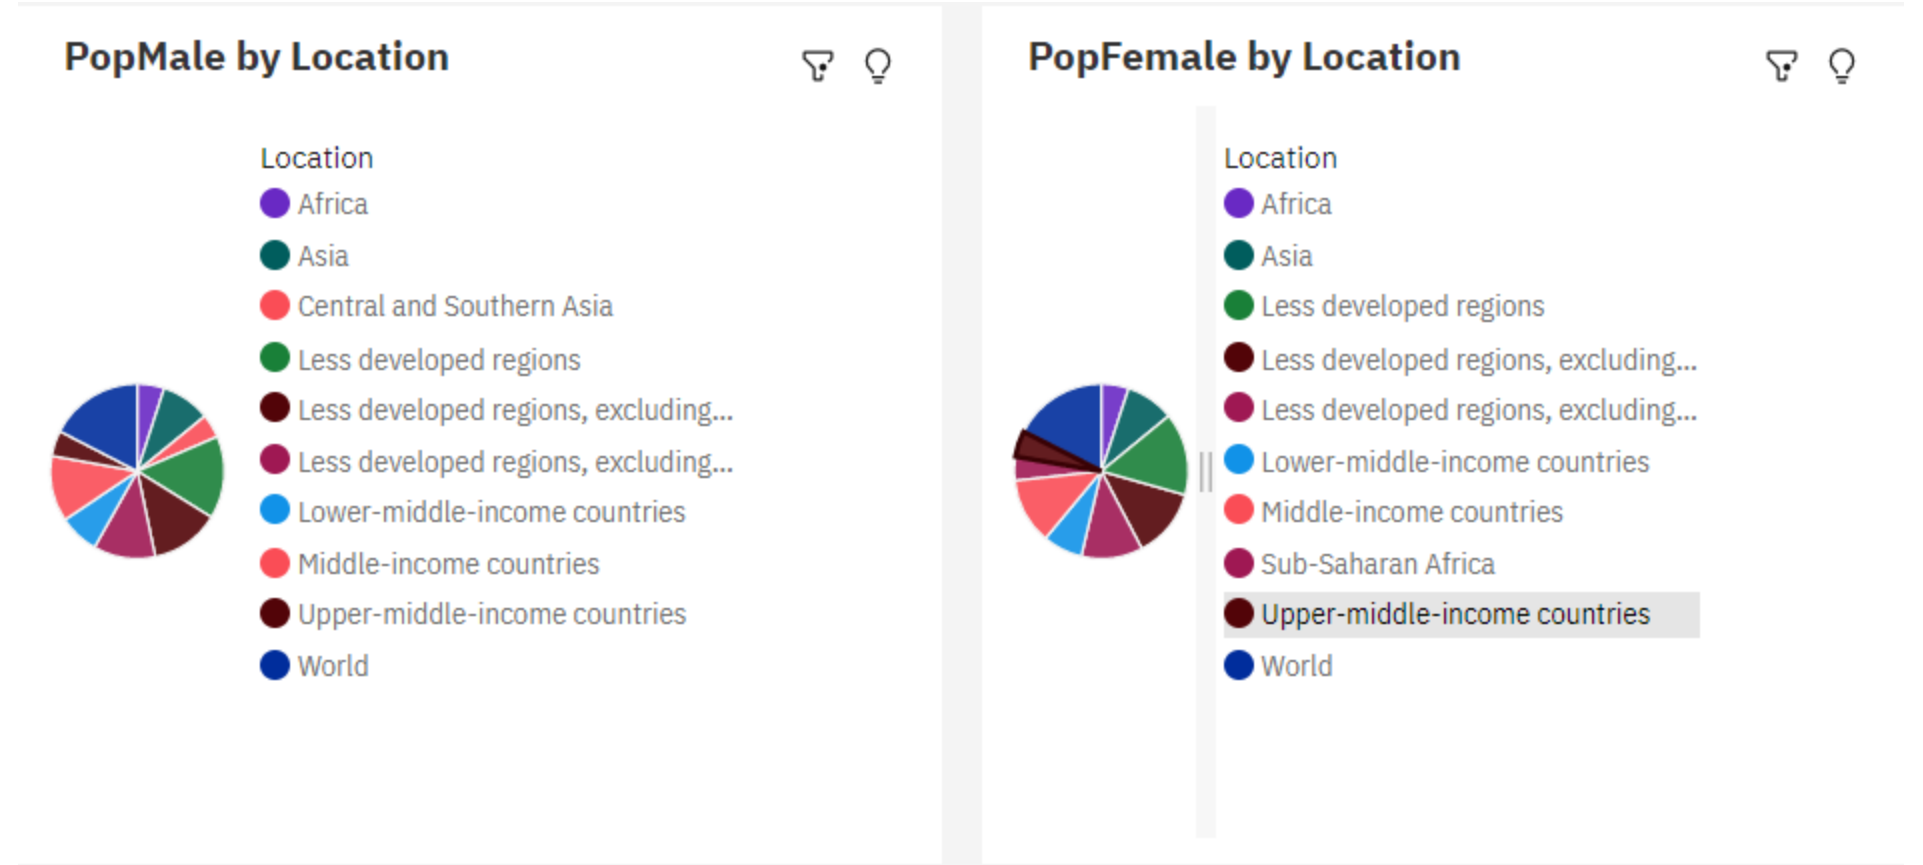 PopMale by Location
Location
Africa
Asia
Central and Southern Asia
Less developed regions
Less developed regions, excluding...
Less developed regions, excluding...
Lower-middle-income countries
Middle-income countries
Upper-middle-income countries
World
PopFemale by Location
Location
Africa
Asia
Less developed regions
Less developed regions, excluding...
Less developed regions, excluding...
Lower-middle-income countries
Middle-income countries
Sub-Saharan Africa
Upper-middle-income countries
World